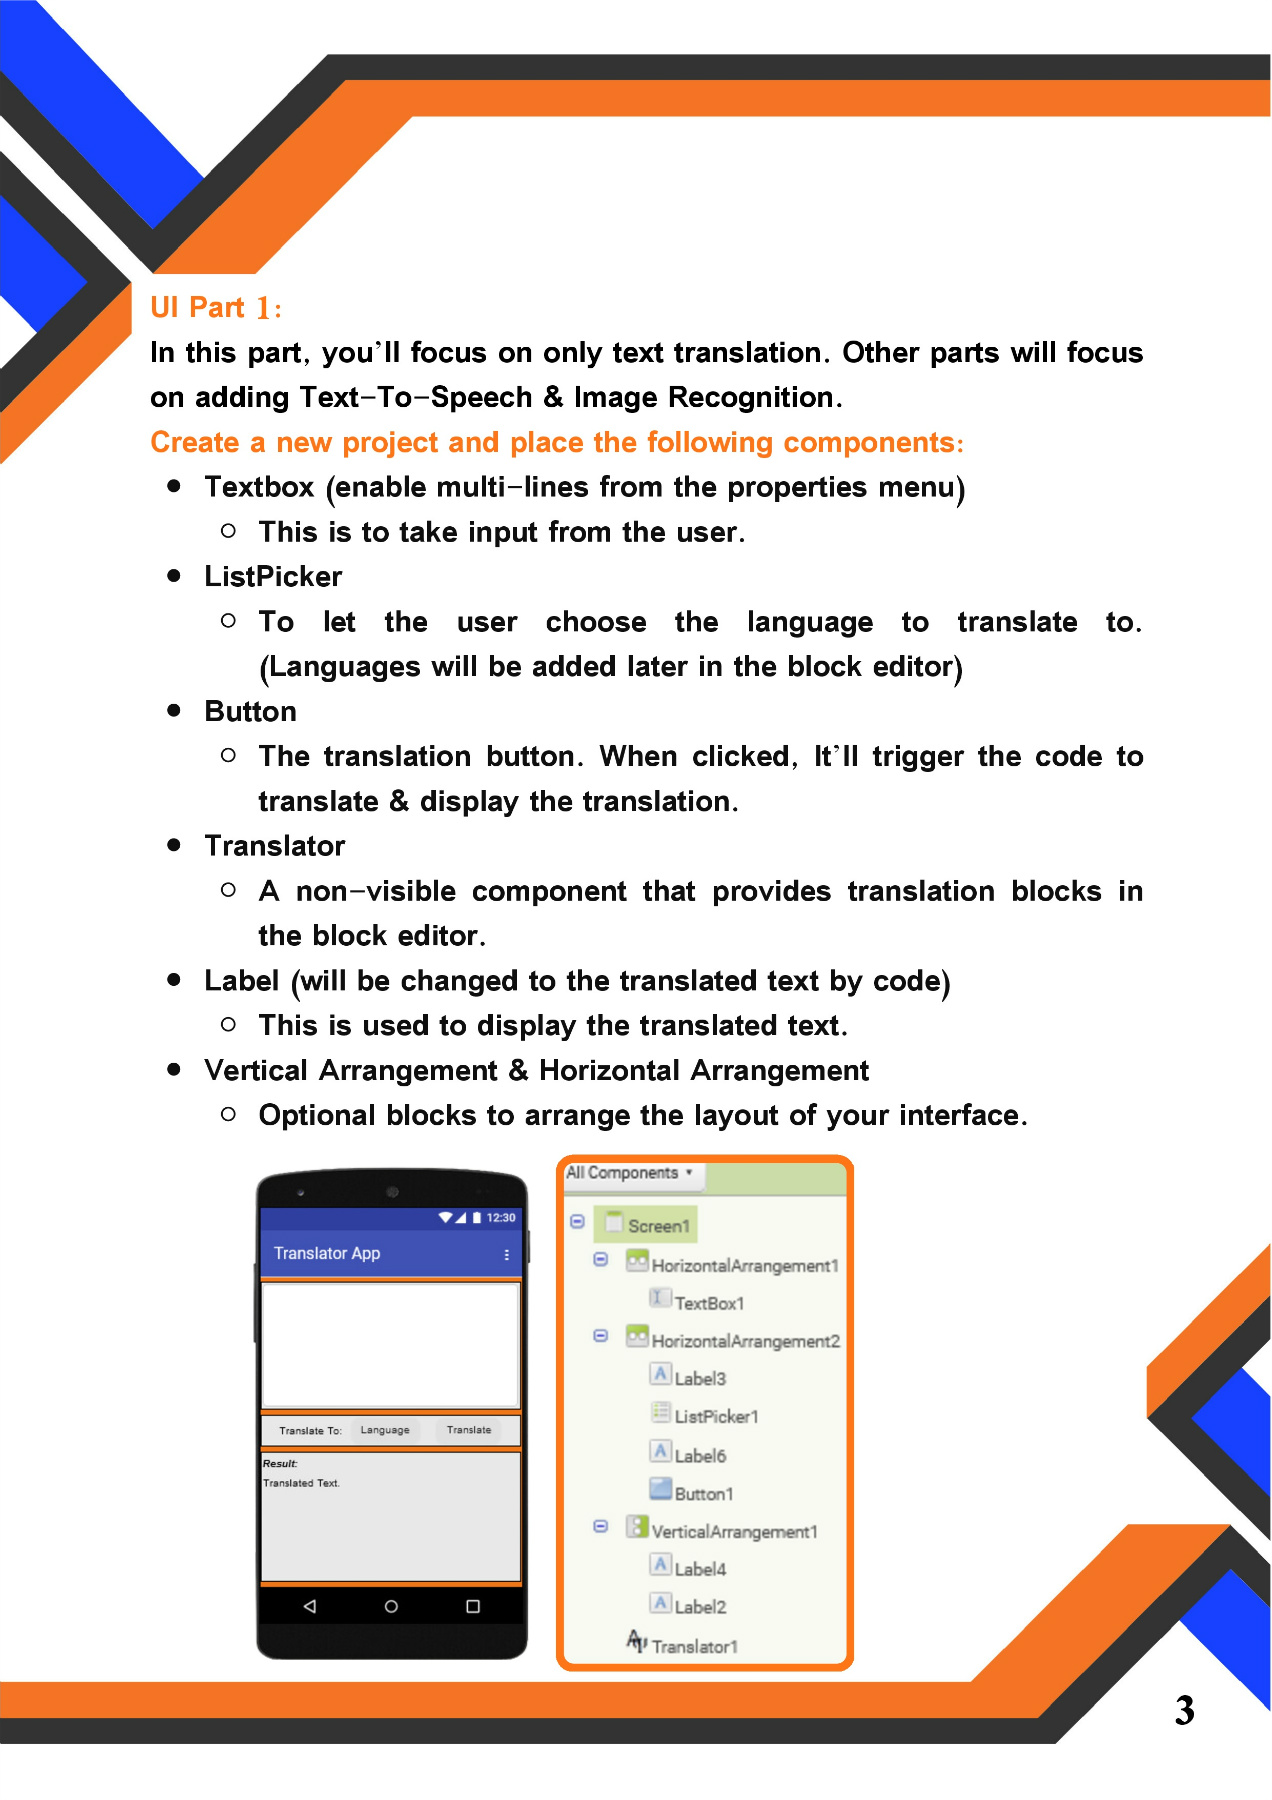 UI Part 1:
In this part, you'll focus on only text translation. Other parts will focus
on adding Text-To-Speech & Image Recognition.
Create a new project and place the following components:
● Textbox (enable multi-lines from the properties menu)
○ This is to take input from the user.
● ListPicker
○ To let the user choose the language to translate to.
(Languages will be added later in the block editor)
● Button
○ The translation button. When clicked, It'll trigger the code to
translate & display the translation.
● Translator
○ A non-visible component that provides translation blocks in
the block editor.
● Label (will be changed to the translated text by code)
○ This is used to display the translated text.
● Vertical Arrangement & Horizontal Arrangement
○ Optional blocks to arrange the layout of your interface.
12:30
Translator App
Translate To: Language Translate
Result:
Translated Text.
All Components
Screen1
HorizontalArrangement1
TextBox1
HorizontalArrangement2
Label3
ListPicker1
Label6
Button1
VerticalArrangement1
Label4
Label2
Translator1
3